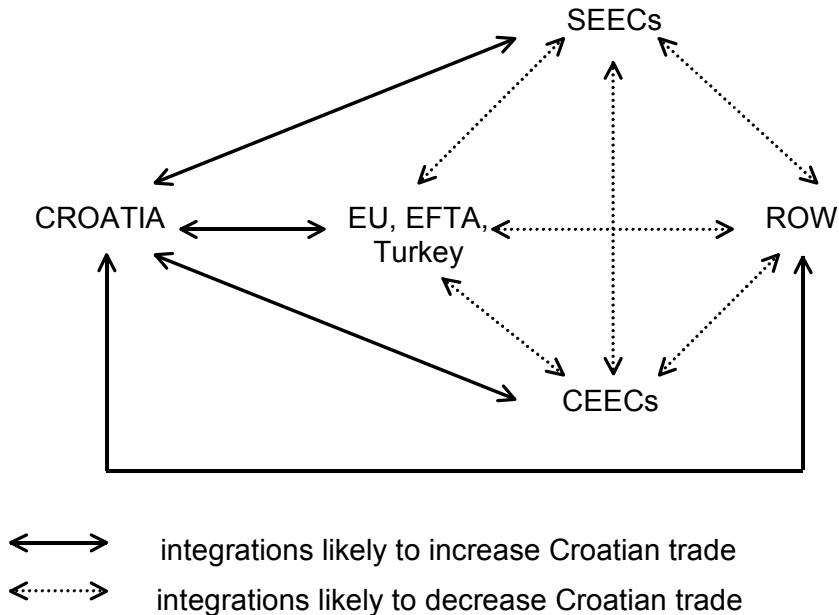 SEECs
CROATIA
EU, EFTA,
Turkey
ROW
CEECs
integrations likely to increase Croatian trade
integrations likely to decrease Croatian trade